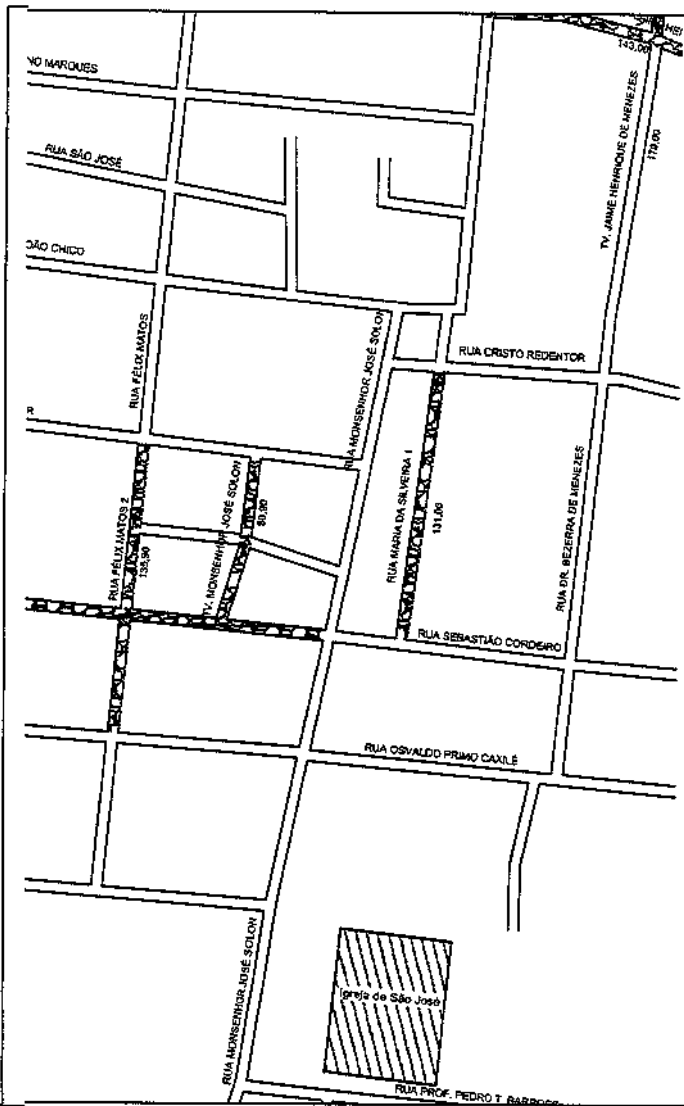 143,00
NO MARQUES
170,00
TV. JAIME HENRIQUE DE MENEZES
RUA SÃO JOSÉ
OÃO CHICO
RUA FÉLIX MATOS
RUA MONSENHOR JOSÉ SOLON
RUA CRISTO REDENTOR
R
RUA MARIA DA SILVEIRA I
131,00
RUA DR. BEZERRA DE MENEZES
RUA FÉLIX MATOS 2
135,90
TV. MONSENHOR JOSÉ SOLON
80,90
RUA SEBASTIÃO CORDEIRO
RUA OSVALDO PRIMO CAXILÉ
RUA MONSENHOR JOSÉ SOLON
Igreja de São José
RUA PROF. PEDRO T. BARROS